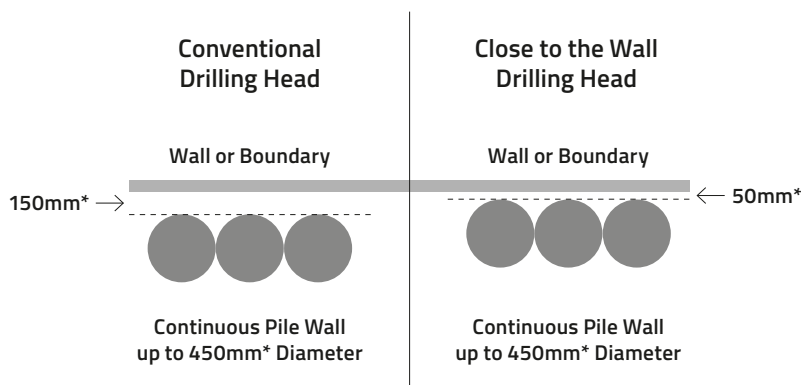 Conventional
Drilling Head
Wall or Boundary
150mm*
Continuous Pile Wall
up to 450mm* Diameter
Close to the Wall
Drilling Head
Wall or Boundary
50mm*
Continuous Pile Wall
up to 450mm* Diameter